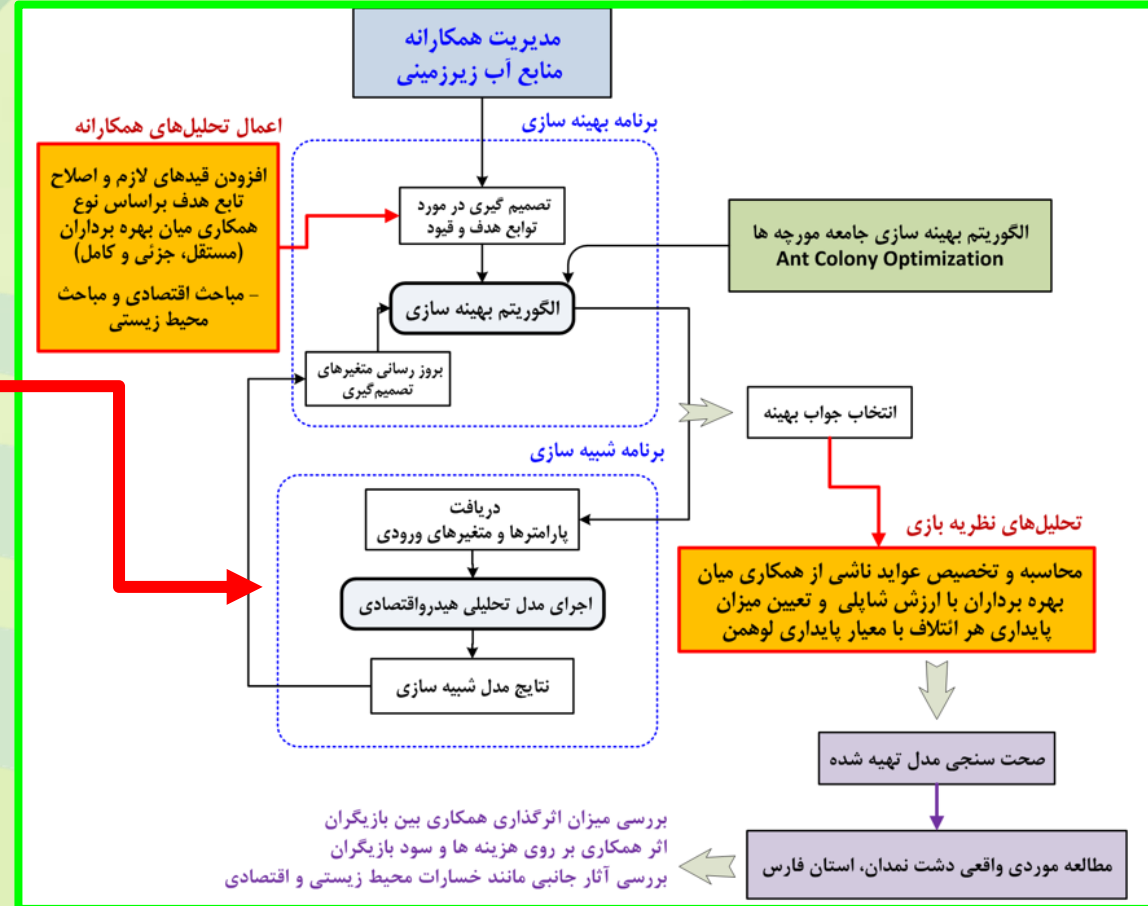 مدیریت همکارانه
منابع آب زیرزمینی
برنامه بهینه سازی
اعمال تحلیل‌های همکارانه
افزودن قیدهای لازم و اصلاح
تابع هدف براساس نوع
همکاری میان بهره برداران
(مستقل، جزئی و کامل)
– مباحث اقتصادی و مباحث
محیط زیستی
تصمیم گیری در مورد
توابع هدف و قیود
الگوریتم بهینه سازی جامعه مورچه ها
Ant Colony Optimization
الگوریتم بهینه سازی
بروز رسانی متغیرهای
تصمیم‌گیری
انتخاب جواب بهینه
برنامه شبیه سازی
دریافت
پارامترها و متغیرهای ورودی
اجرای مدل تحلیلی هیدرواقتصادی
نتایج مدل شبیه سازی
تحلیل‌های نظریه بازی
محاسبه و تخصیص عواید ناشی از همکاری میان
بهره برداران با ارزش شاپلی و تعیین میزان
پایداری هر ائتلاف با معیار پایداری لوهمن
صحت سنجی مدل تهیه شده
مطالعه موردی واقعی دشت نمدان، استان فارس
بررسی میزان اثرگذاری همکاری بین بازیگران
اثر همکاری بر روی هزینه ها و سود بازیگران
بررسی آثار جانبی مانند خسارات محیط زیستی و اقتصادی